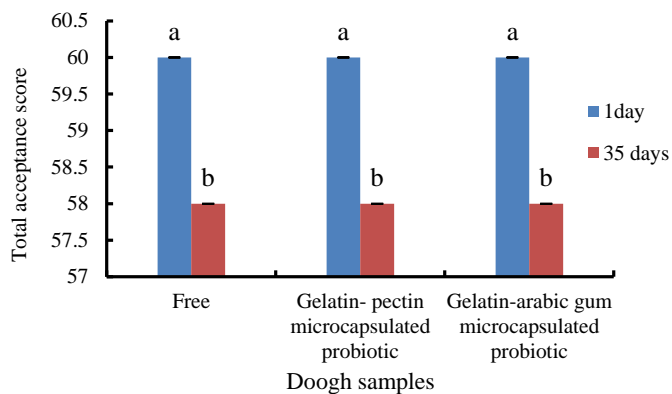 60.5
60
59.5
59
58.5
58
57.5
57
Total acceptance score
a
a
a
b
b
b
1day
35 days
Free
Gelatin- pectin
microcapsulated
probiotic
Gelatin-arabic gum
microcapsulated
probiotic
Doogh samples